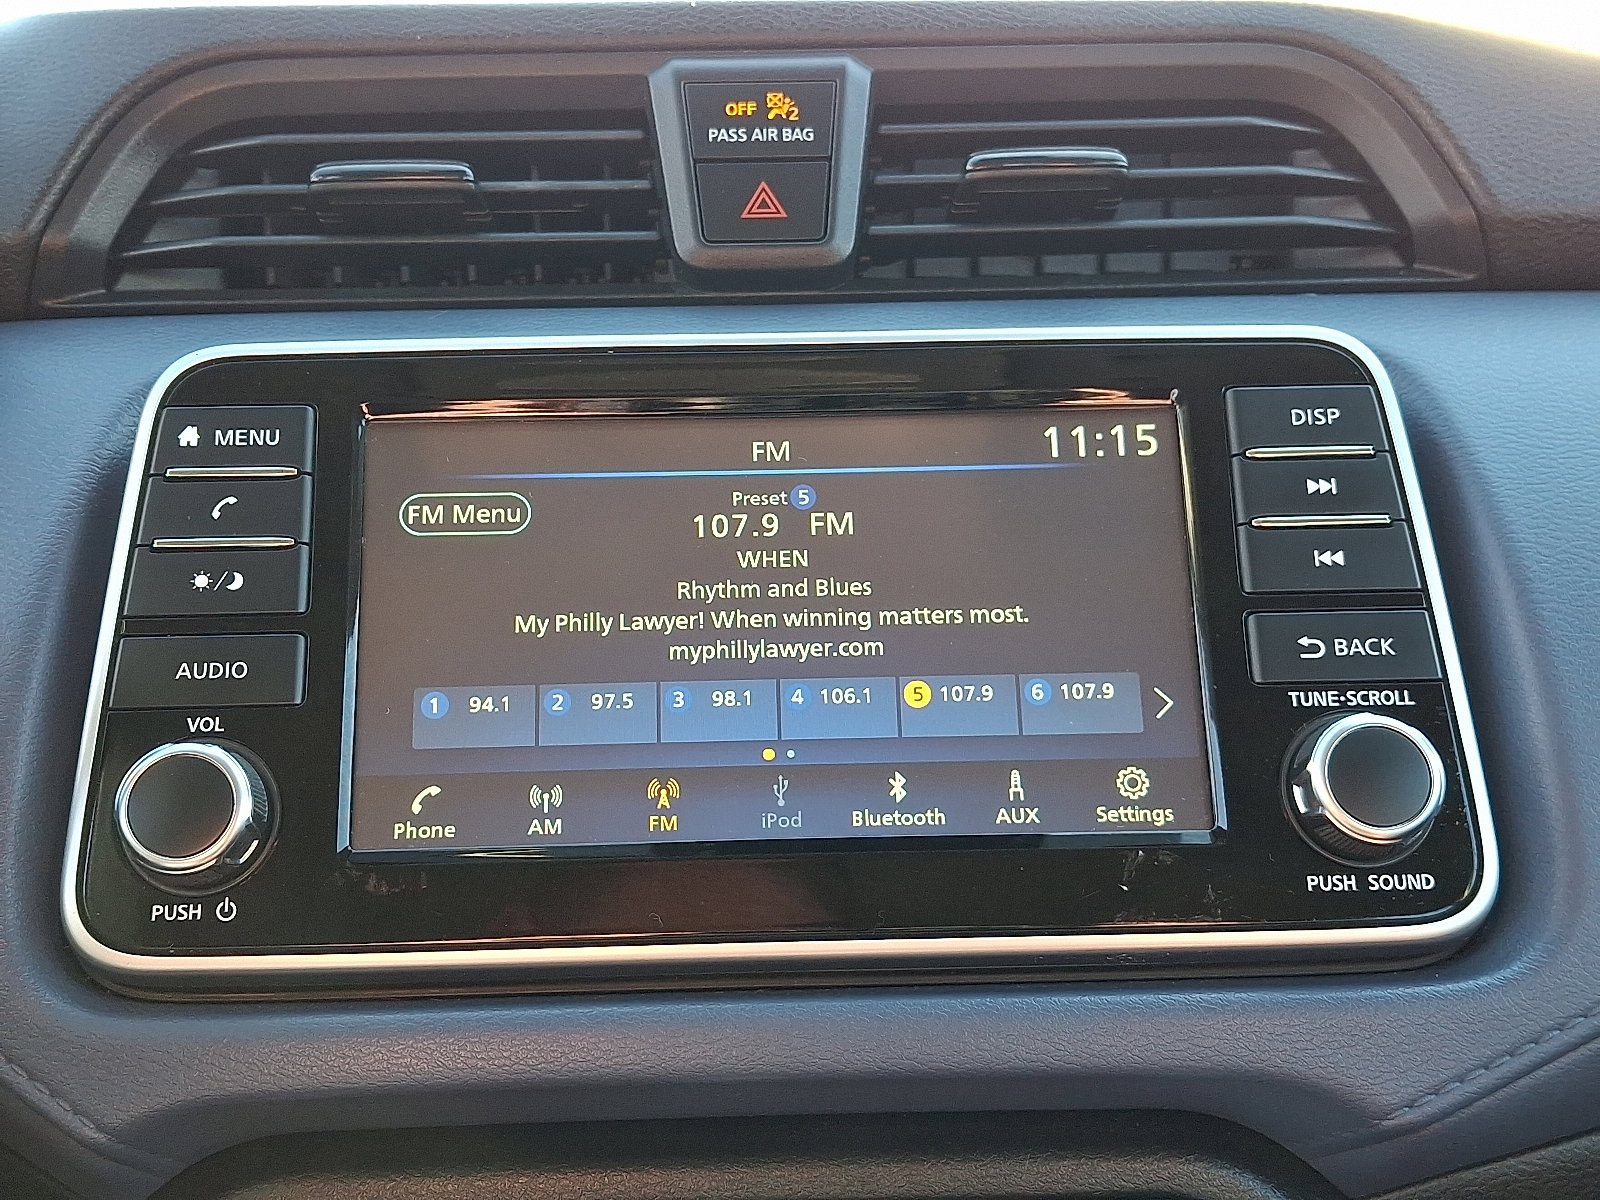 OFF 2
PASS AIR BAG
MENU
AUDIO
VOL
PUSH
FM
11:15
FM Menu
Preset 5
107.9 FM
WHEN
Rhythm and Blues
My Philly Lawyer! When winning matters most.
myphillylawyer.com
1 94.1 2 97.5 3 98.1 4 106.1 5 107.9 6 107.9
Phone AM FM iPod Bluetooth AUX Settings
DISP
BACK
TUNE·SCROLL
PUSH SOUND